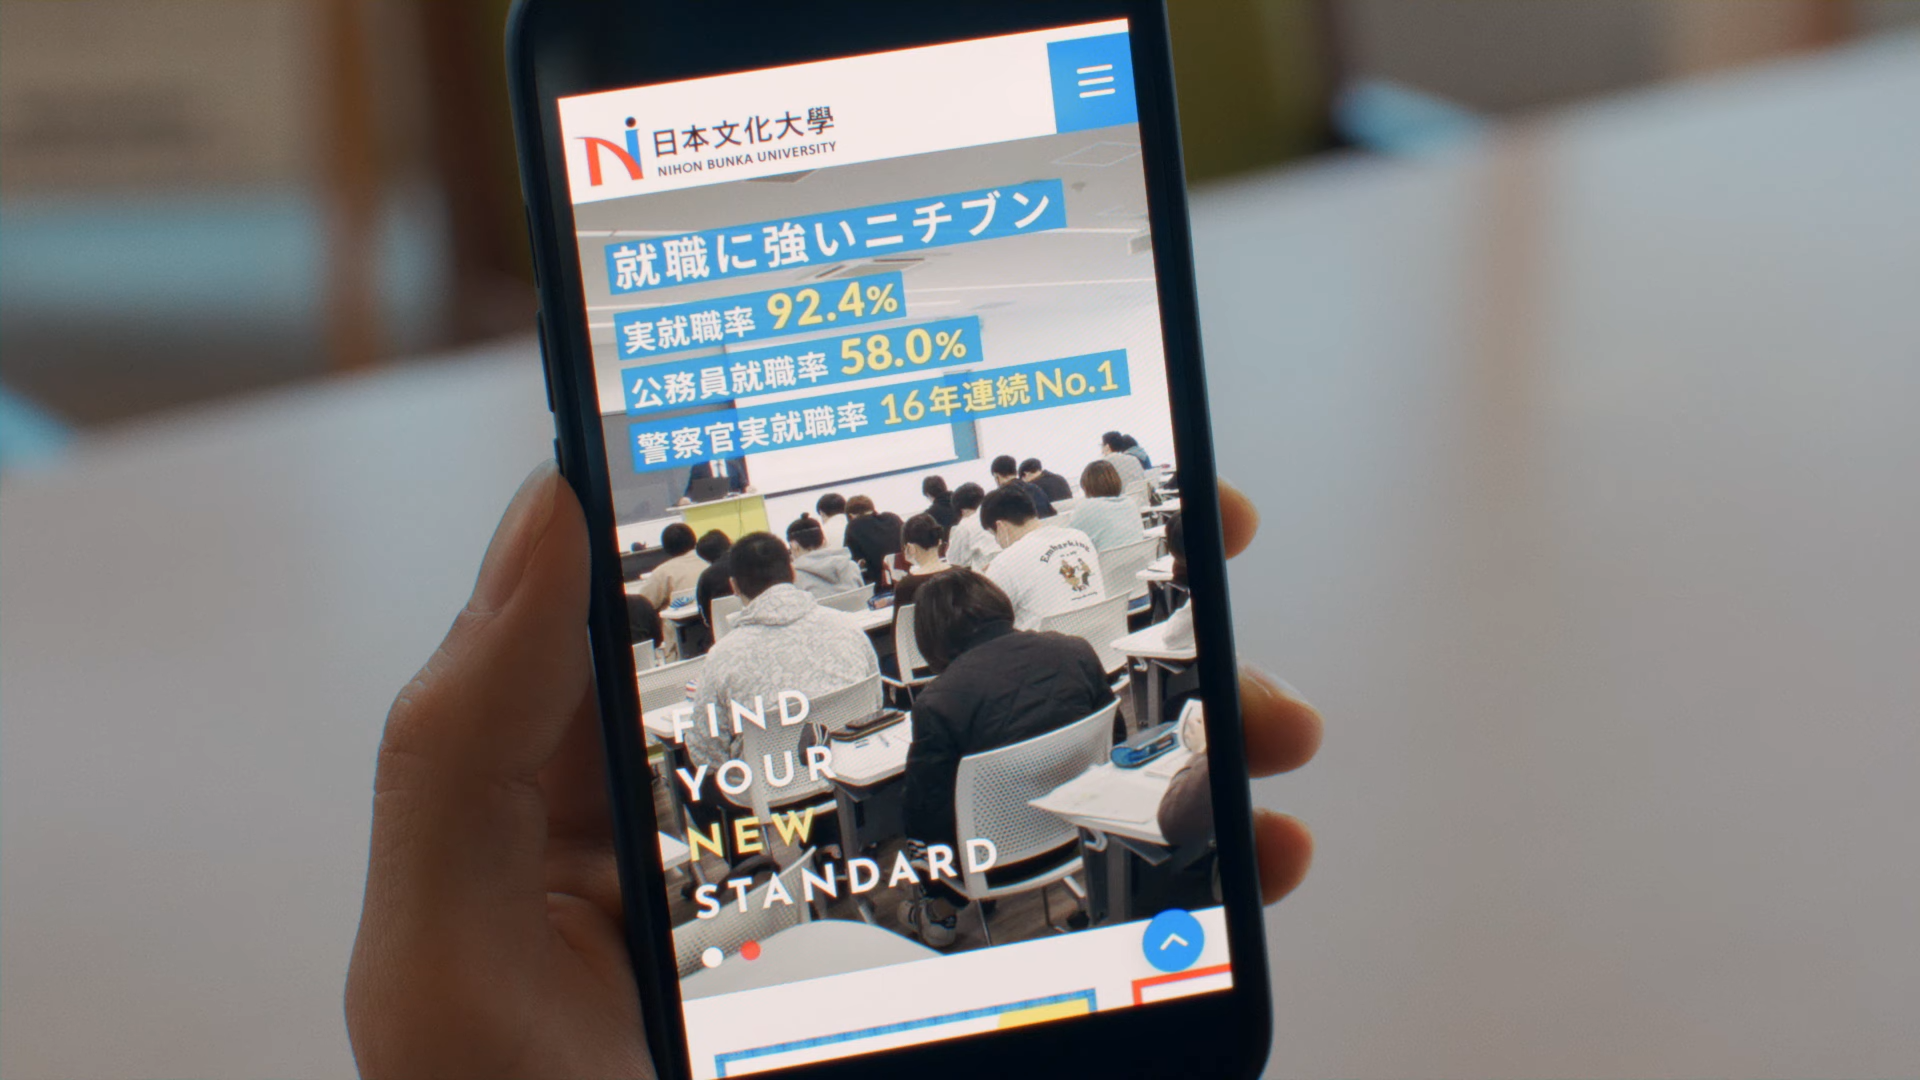 日本文化大學
NIHON BUNKA UNIVERSITY
就職に強いニチブン
実就職率 92.4%
公務員就職率 58.0%
警察官実就職率 16年連続No.1
Embarking
FIND
YOUR
NEW
STANDARD